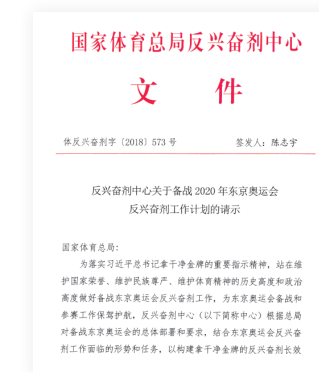 国家体育总局反兴奋剂中心
文 件
体反兴奋剂字〔2018〕573 号 签发人：陈志宇
反兴奋剂中心关于备战 2020 年东京奥运会
反兴奋剂工作计划的请示
国家体育总局：
为落实习近平总书记拿干净金牌的重要指示精神，站在维
护国家荣誉、维护民族尊严、维护体育精神的历史高度和政治
高度做好备战东京奥运会反兴奋剂工作，为东京奥运会备战和
参赛工作保驾护航，反兴奋剂中心（以下简称中心）根据总局
对备战东京奥运会的总体部署和要求，结合东京奥运会反兴奋
剂工作面临的形势和任务，以构建拿干净金牌的反兴奋剂长效